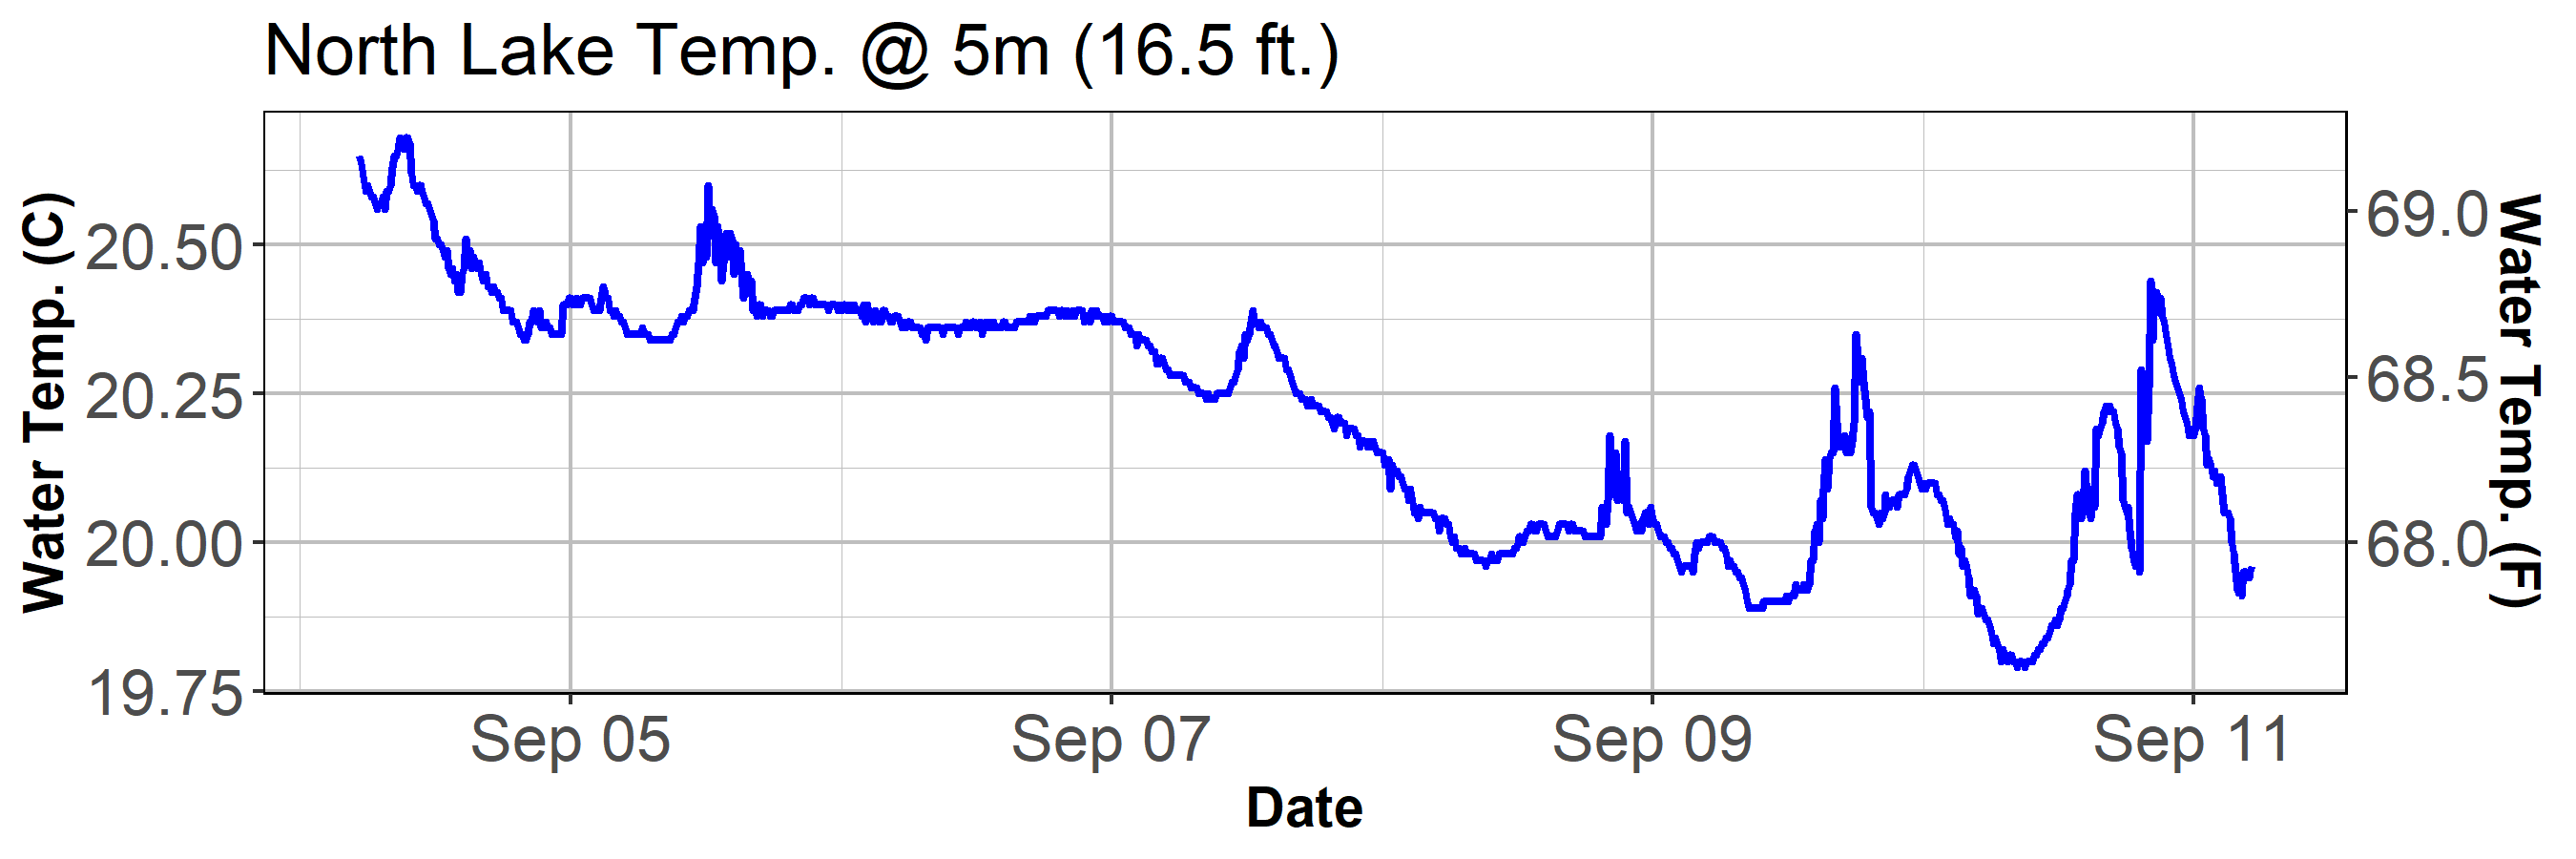 North Lake Temp. @ 5m (16.5 ft.)
Water Temp. (C)
20.50
20.25
20.00
19.75
69.0
68.5
68.0
Water Temp. (F)
Sep 05
Sep 07
Sep 09
Sep 11
Date